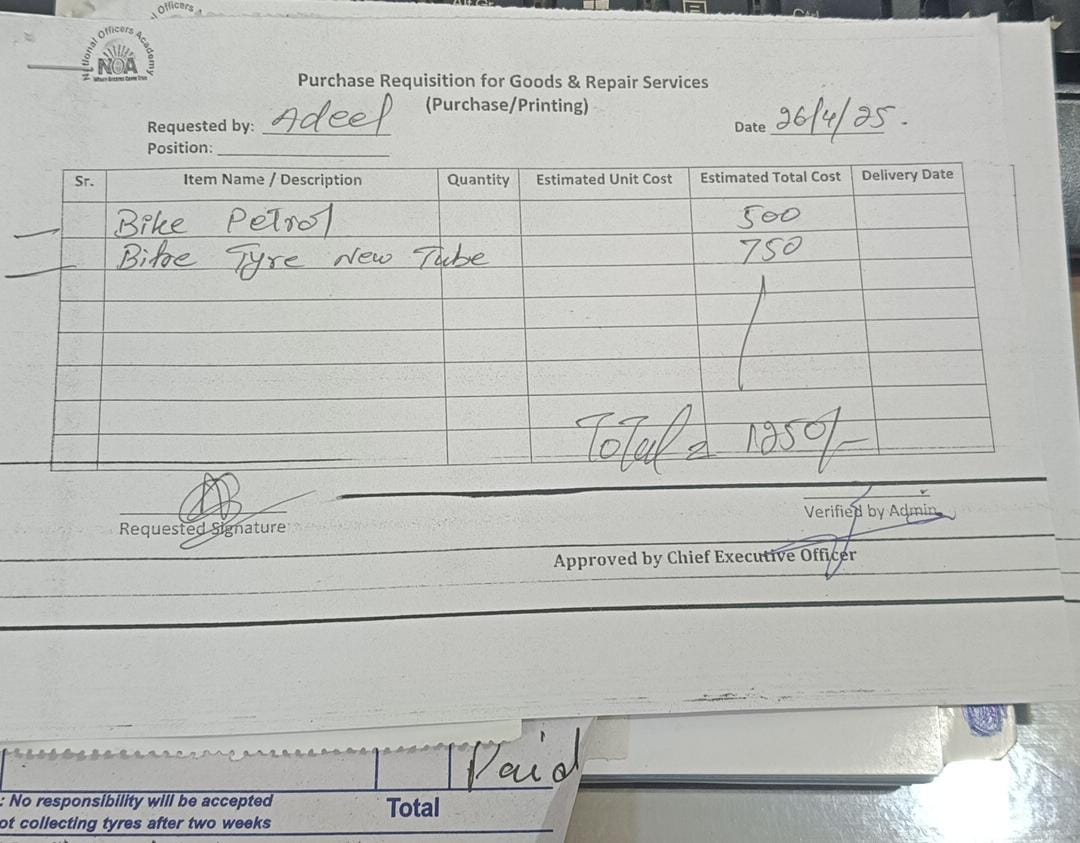 Officers
National Officers Academy
NOA
Purchase Requisition for Goods & Repair Services
(Purchase/Printing)
Requested by: Adeel
Date 26/4/25.
Position:
Sr. Item Name / Description Quantity Estimated Unit Cost Estimated Total Cost Delivery Date
Bike Petrol 500
Bike Tyre New Tube 750
Total = 1250/-
Requested Signature
Verified by Admin
Approved by Chief Executive Officer
Paid
: No responsibility will be accepted
Total
ot collecting tyres after two weeks